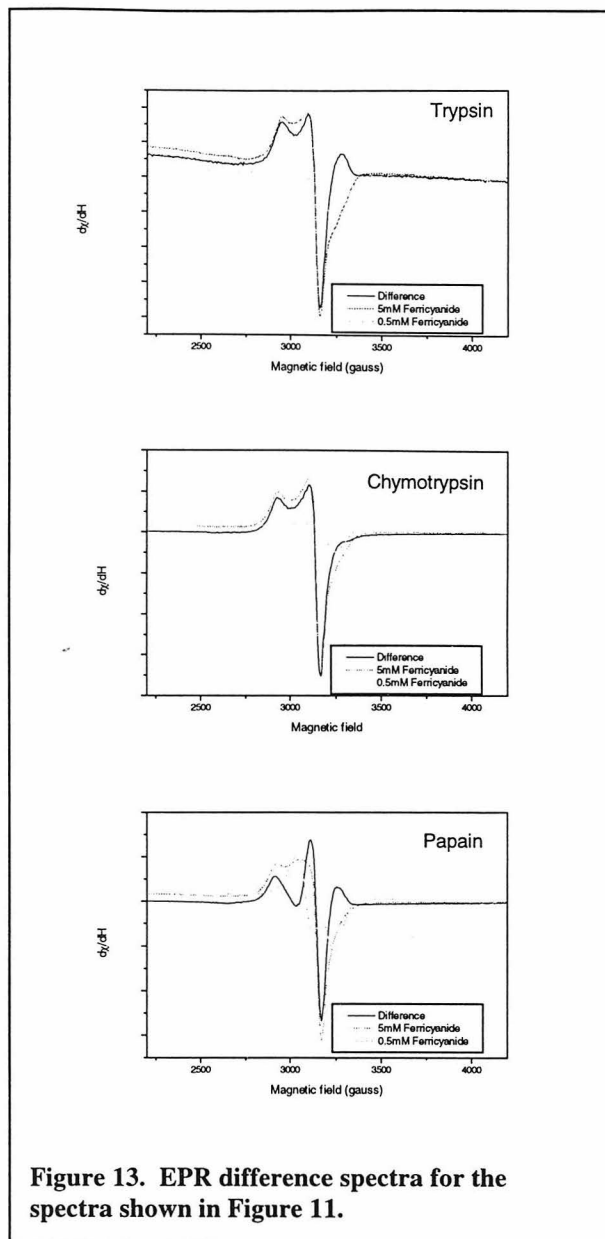 Trypsin
dχ/dH
Difference
5mM Ferricyanide
0.5mM Ferricyanide
2500 3000 3500 4000
Magnetic field (gauss)
Chymotrypsin
dχ/dH
Difference
5mM Ferricyanide
0.5mM Ferricyanide
2500 3000 3500 4000
Magnetic field
Papain
dχ/dH
Difference
5mM Ferricyanide
0.5mM Ferricyanide
2500 3000 3500 4000
Magnetic field (gauss)
Figure 13. EPR difference spectra for the
spectra shown in Figure 11.